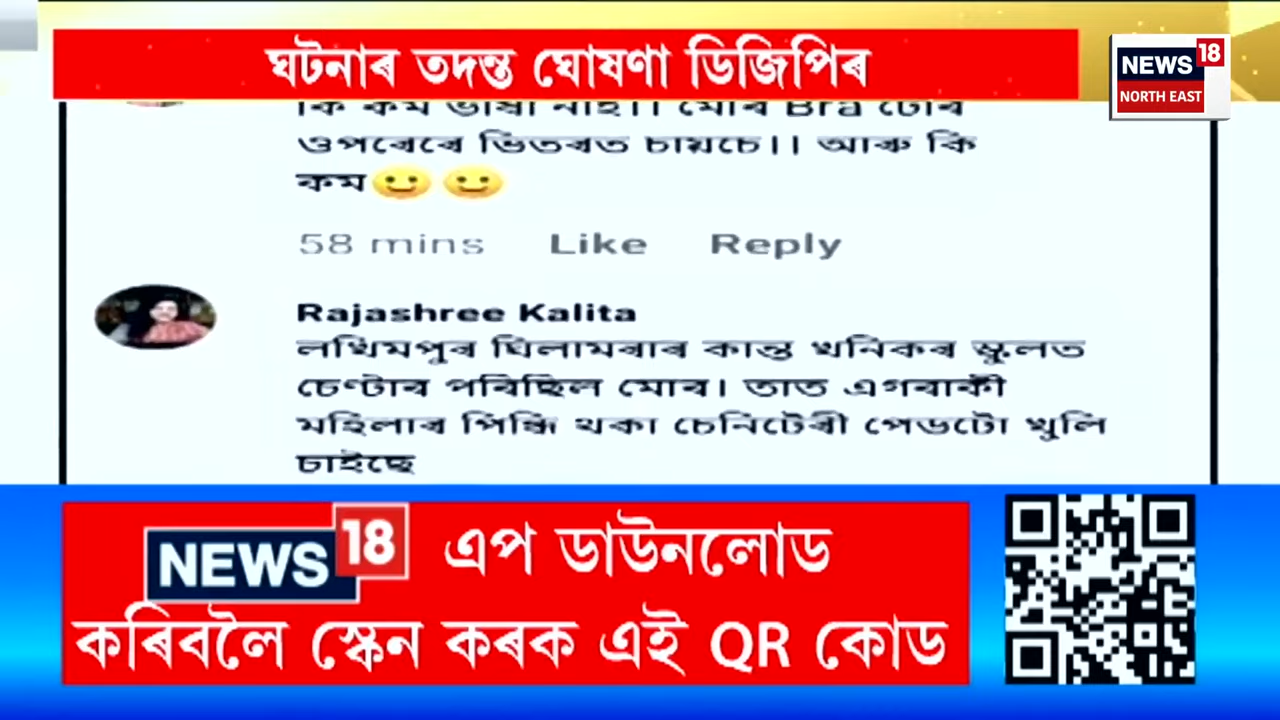 ঘটনাৰ তদন্ত ঘোষণা ডিজিপিৰ
NEWS 18
NORTH EAST
কি কম ভাষা নাই।। মোৰ Bra টোৰ
ওপৰেৰে ভিতৰত চায়চে।। আৰু কি
কম🙂🙂
58 mins Like Reply
Rajashree Kalita
লখিমপুৰ ঘিলামৰাৰ কান্ত খনিকৰ স্কুলত
চেণ্টাৰ পৰিছিল মোৰ। তাত এগৰাকী
মহিলাৰ পিন্ধি থকা চেনিটেৰী পেডটো খুলি
চাইছে
NEWS 18 এপ ডাউনলোড
কৰিবলৈ স্কেন কৰক এই QR কোড